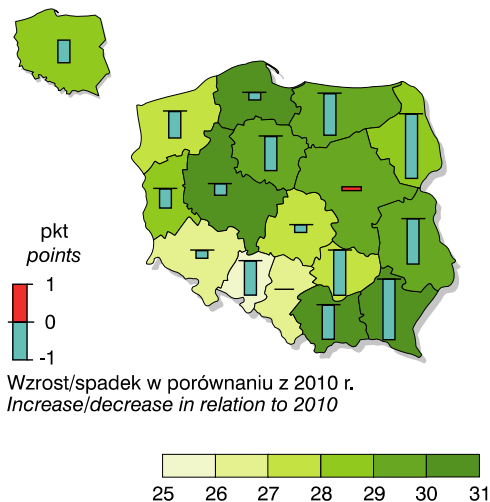 pkt
points
1
0
-1
Wzrost/spadek w porównaniu z 2010 r.
Increase/decrease in relation to 2010
25 26 27 28 29 30 31